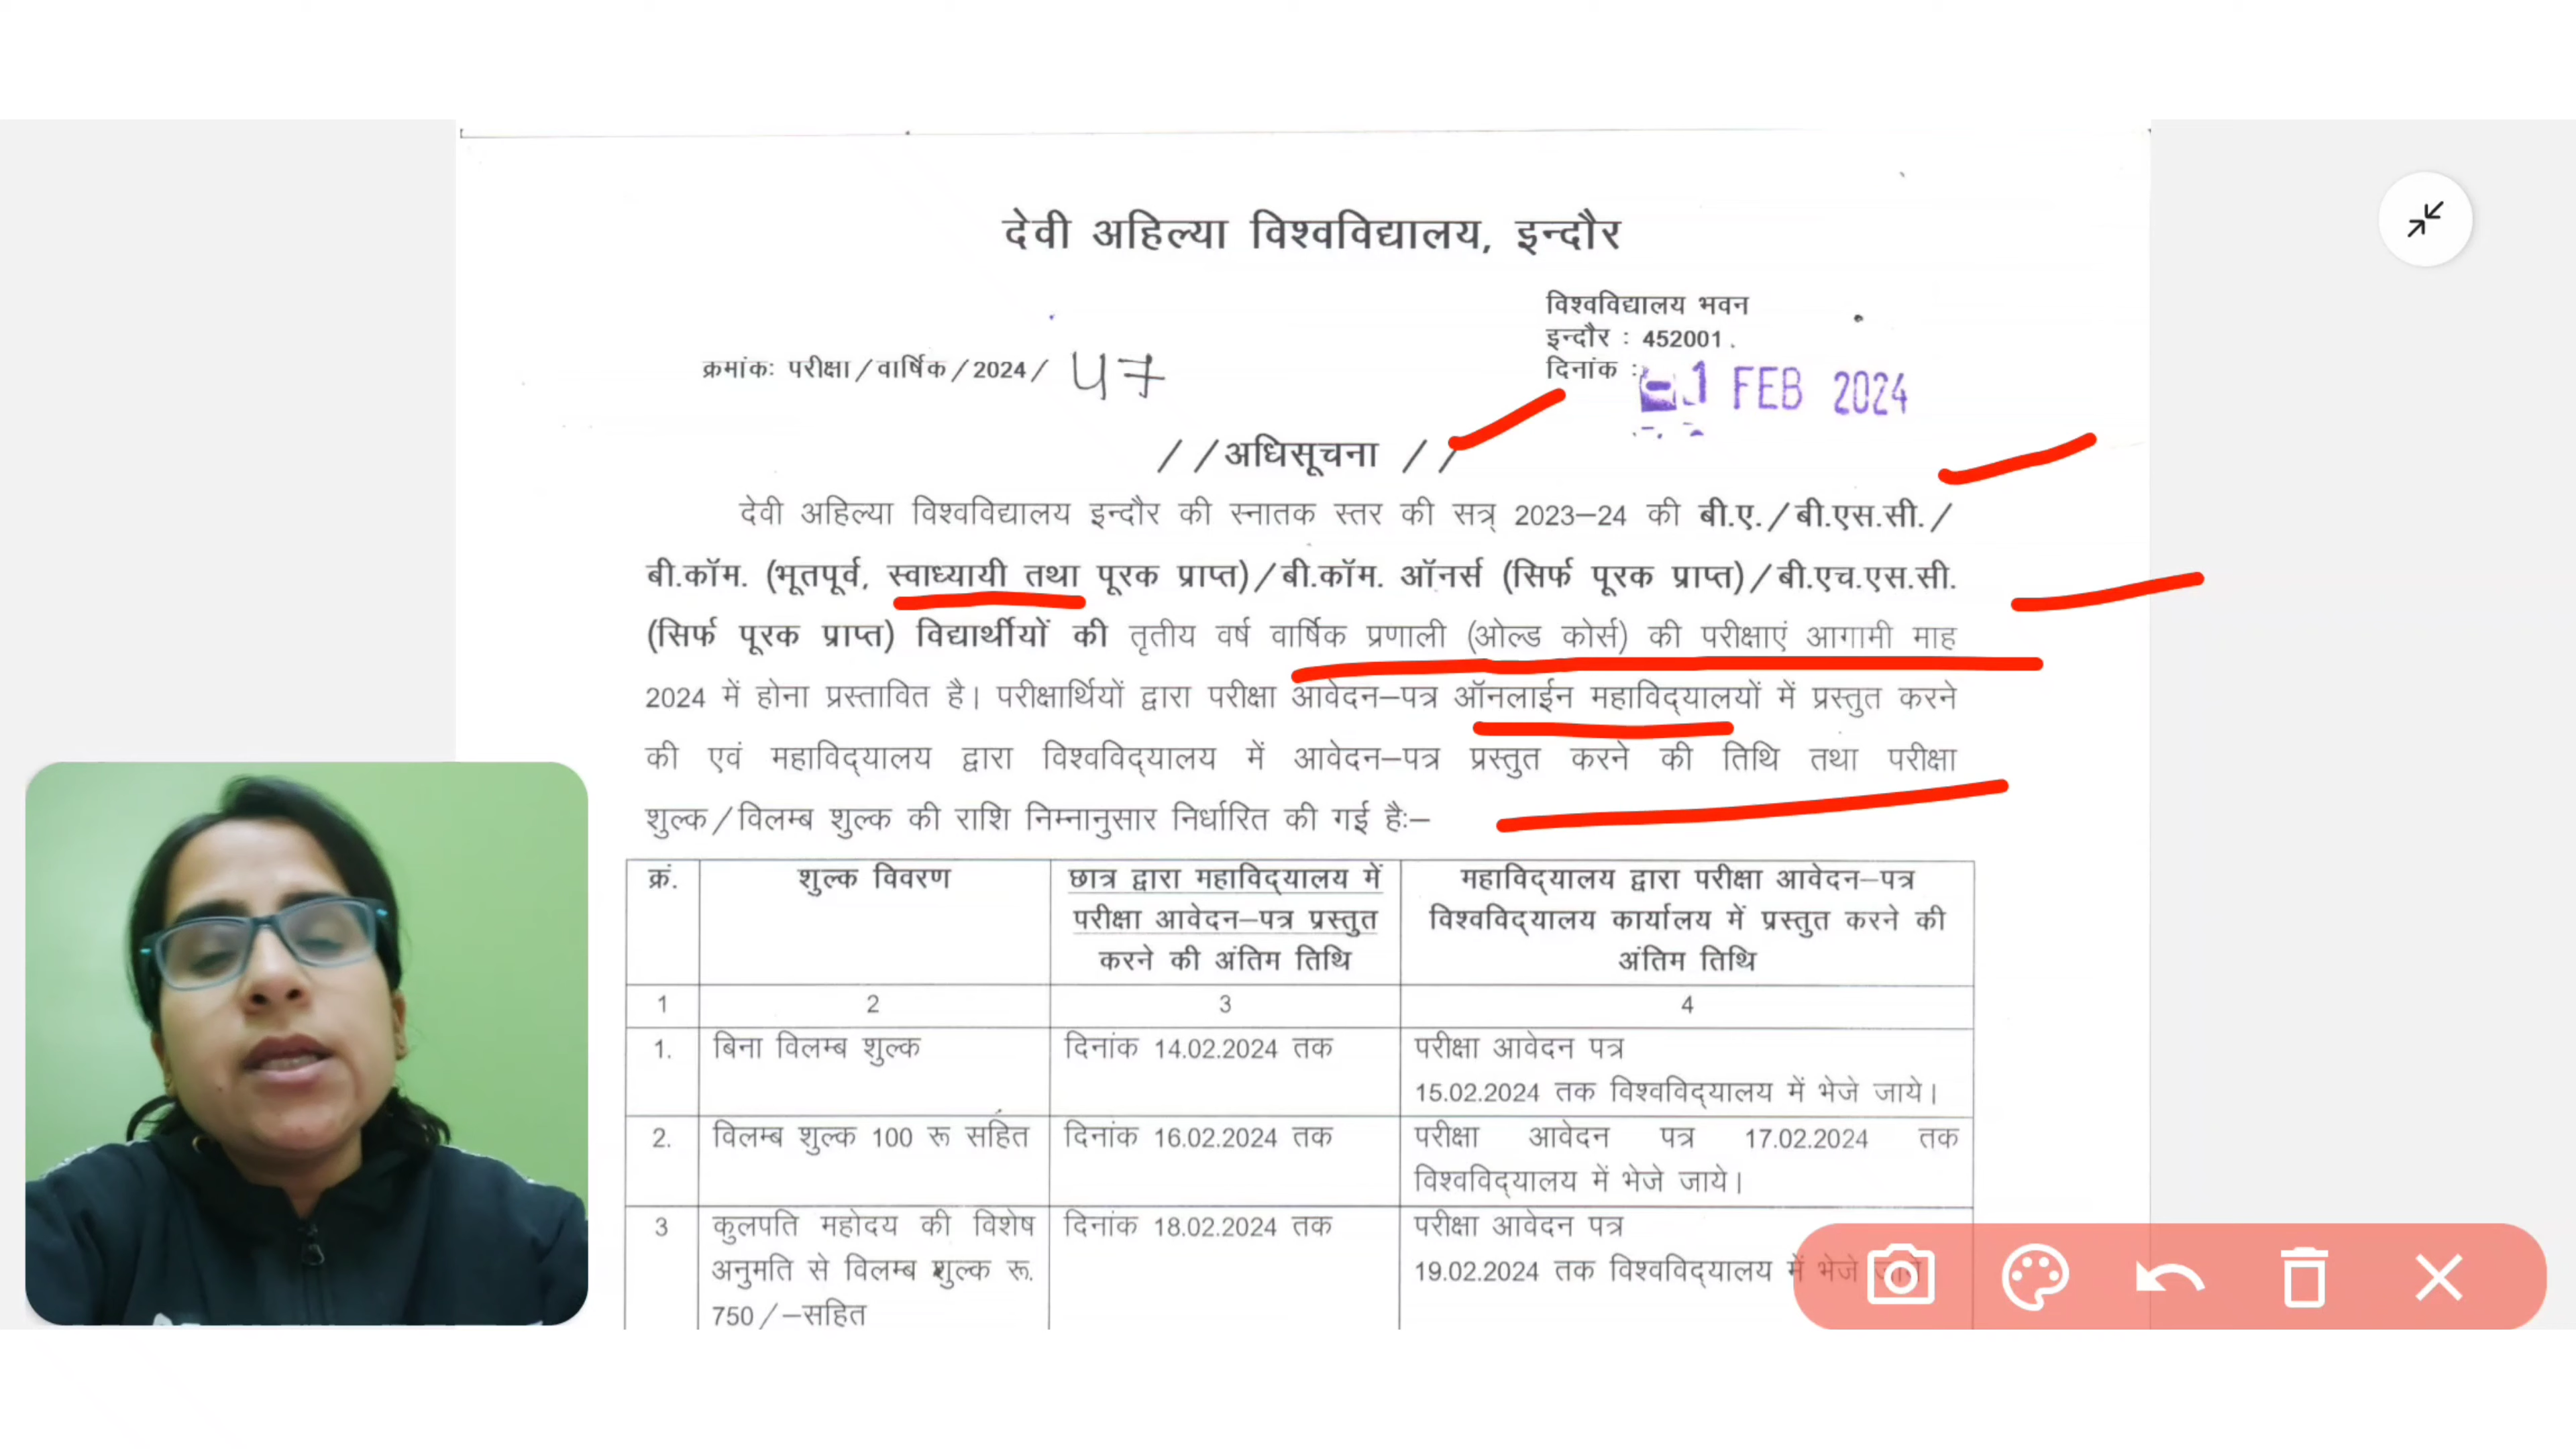 देवी अहिल्या विश्वविद्यालय, इन्दौर
विश्वविद्यालय भवन
इन्दौर : 452001.
क्रमांक: परीक्षा/वार्षिक/2024/ 47
दिनांक : -1 FEB 2024
//अधिसूचना //
देवी अहिल्या विश्वविद्यालय इन्दौर की स्नातक स्तर की सत्र् 2023–24 की बी.ए./बी.एस.सी./
बी.कॉम. (भूतपूर्व, स्वाध्यायी तथा पूरक प्राप्त)/बी.कॉम. ऑनर्स (सिर्फ पूरक प्राप्त)/बी.एच.एस.सी.
(सिर्फ पूरक प्राप्त) विद्यार्थीयों की तृतीय वर्ष वार्षिक प्रणाली (ओल्ड कोर्स) की परीक्षाएं आगामी माह
2024 में होना प्रस्तावित है। परीक्षार्थियों द्वारा परीक्षा आवेदन–पत्र ऑनलाईन महाविद्‌यालयों में प्रस्तुत करने
की एवं महाविद्‌यालय द्वारा विश्वविद्‌यालय में आवेदन–पत्र प्रस्तुत करने की तिथि तथा परीक्षा
शुल्क/विलम्ब शुल्क की राशि निम्नानुसार निर्धारित की गई है:–
क्रं. शुल्क विवरण छात्र द्वारा महाविद्‌यालय में महाविद्‌यालय द्वारा परीक्षा आवेदन–पत्र
परीक्षा आवेदन–पत्र प्रस्तुत विश्वविद्‌यालय कार्यालय में प्रस्तुत करने की
करने की अंतिम तिथि अंतिम तिथि
1 2 3 4
1. बिना विलम्ब शुल्क दिनांक 14.02.2024 तक परीक्षा आवेदन पत्र
15.02.2024 तक विश्वविद्‌यालय में भेजे जाये।
2. विलम्ब शुल्क 100 रू सहित दिनांक 16.02.2024 तक परीक्षा आवेदन पत्र 17.02.2024 तक
विश्वविद्‌यालय में भेजे जाये।
3 कुलपति महोदय की विशेष दिनांक 18.02.2024 तक परीक्षा आवेदन पत्र
अनुमति से विलम्ब शुल्क रू. 19.02.2024 तक विश्वविद्‌यालय में भेजे
750/–सहित